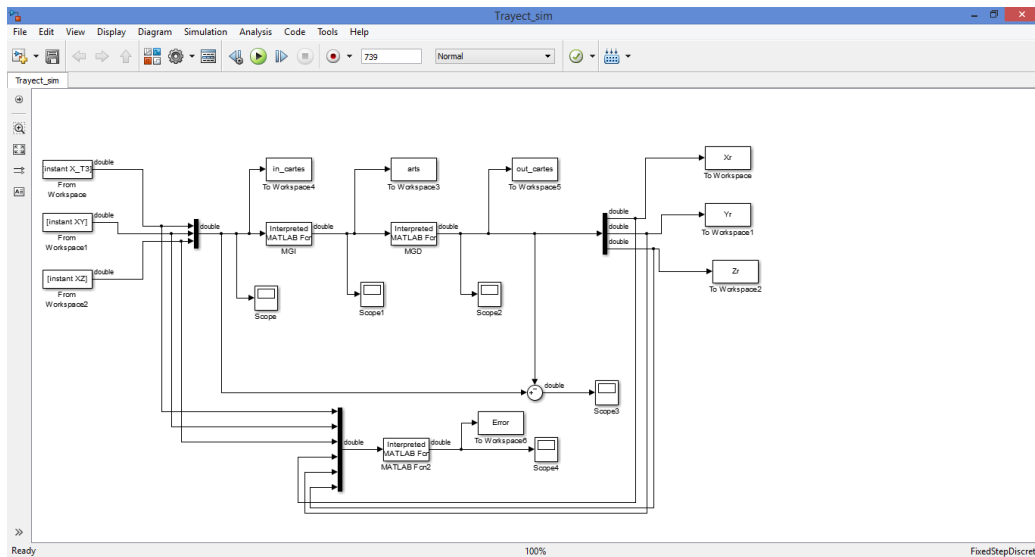 Trayect_sim
File Edit View Display Diagram Simulation Analysis Code Tools Help
739
Normal
Trayect_sim
[instant X_T3]
double
From
Workspace
[instant XY]
double
From
Workspace1
[instant XZ]
double
From
Workspace2
double
in_cartes
To Workspace4
Interpreted
MATLAB Fcn
MGI
double
Scope
arts
To Workspace3
Interpreted
MATLAB Fcn
MGD
double
Scope1
out_cartes
To Workspace5
Scope2
double
double
double
Xr
To Workspace
Yr
To Workspace1
Zr
To Workspace2
double
Scope3
double
Interpreted
MATLAB Fcn
MATLAB Fcn2
double
Error
To Workspace6
Scope4
Ready
100%
FixedStepDiscret